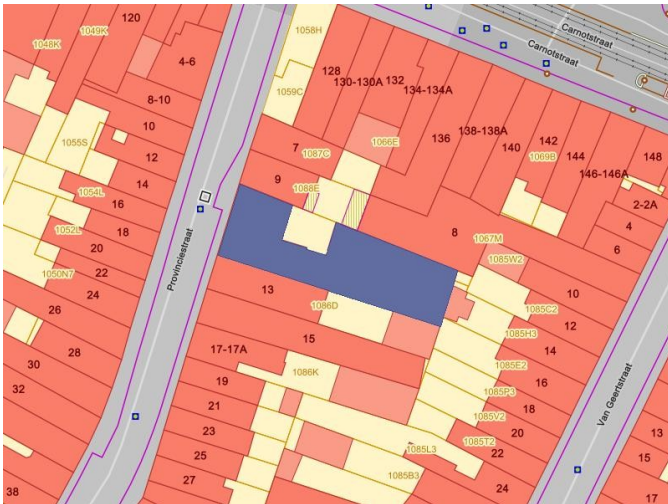 1048K
1049K
120
4-6
8-10
10
12
14
16
18
20
22
24
26
28
30
32
38
1055S
1054L
1052L
1050N7
Provinciestraat
1058H
1059C
128
130-130A
132
134-134A
136
138-138A
140
142
144
146-146A
148
Carnotstraat
Carnotstraat
1066E
1069B
2-2A
4
6
7
1087C
9
1088E
8
1067M
1085W2
10
1085C2
12
1085H3
14
1085E2
16
1085P3
18
1085V2
20
1085T2
22
24
13
1086D
15
17-17A
1086K
19
21
23
25
27
1085L3
1085B3
Van Geertstraat
13
15
17